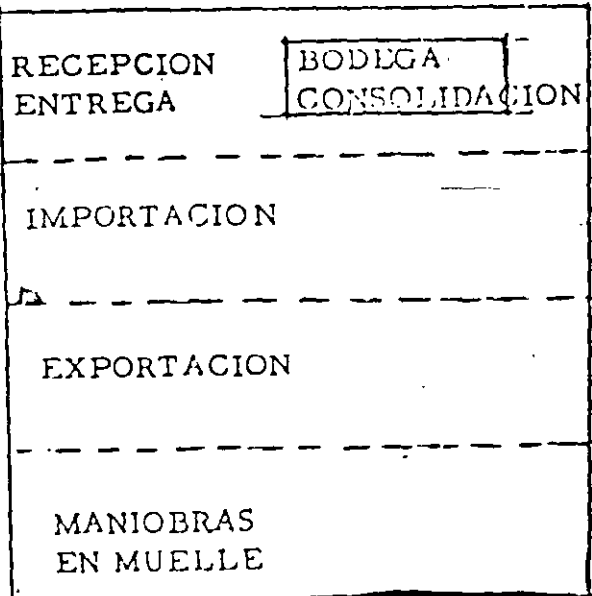 RECEPCION
ENTREGA
BODEGA
CONSOLIDACION
IMPORTACION
EXPORTACION
MANIOBRAS
EN MUELLE